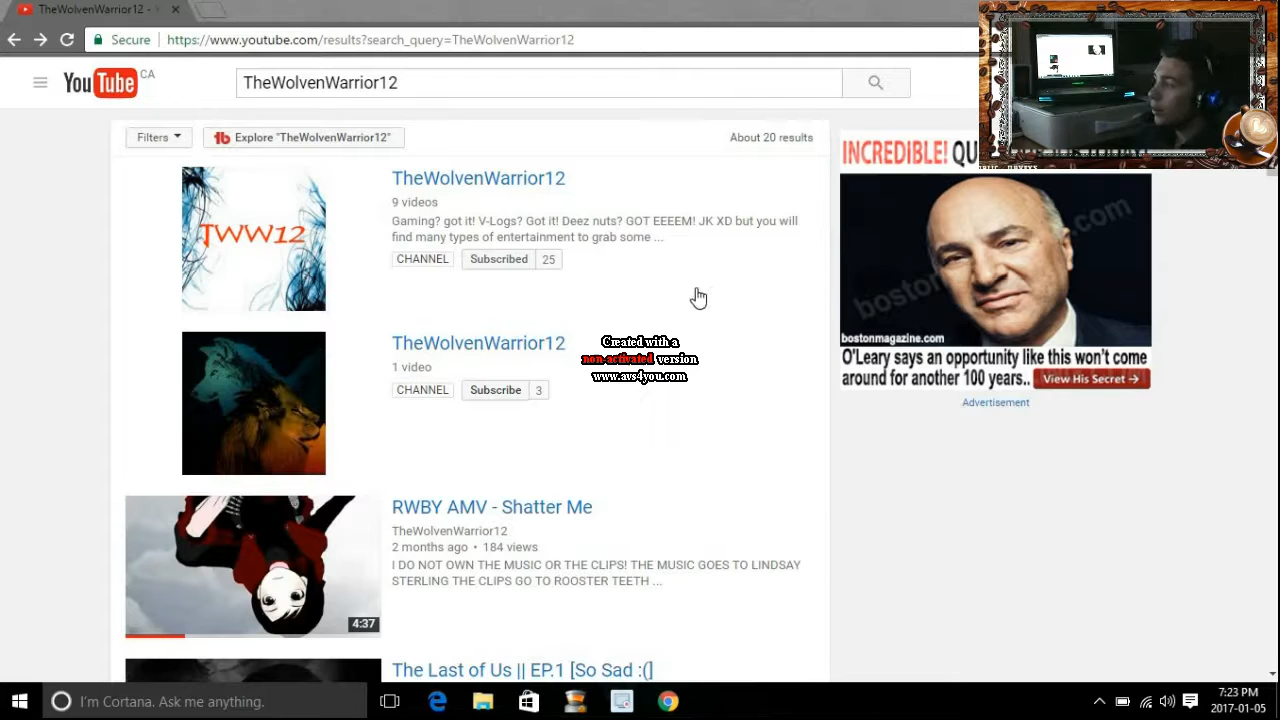 TheWolvenWarrior12 -
Secure
https://www.youtube.com/results?search_query=TheWolvenWarrior12
YouTube CA
TheWolvenWarrior12
Filters
Explore "TheWolvenWarrior12"
About 20 results
INCREDIBLE!
TWW12
TheWolvenWarrior12
9 videos
Gaming? got it! V-Logs? Got it! Deez nuts? GOT EEEEM! JK XD but you will
find many types of entertainment to grab some ...
CHANNEL
Subscribed 25
TheWolvenWarrior12
1 video
CHANNEL
Subscribe 3
Created with a
non-activated version
www.avs4you.com
boston
.com
bostonmagazine.com
O'Leary says an opportunity like this won't come
around for another 100 years..
View His Secret →
Advertisement
RWBY AMV - Shatter Me
TheWolvenWarrior12
2 months ago • 184 views
I DO NOT OWN THE MUSIC OR THE CLIPS! THE MUSIC GOES TO LINDSAY
STERLING THE CLIPS GO TO ROOSTER TEETH ...
4:37
The Last of Us || EP.1 [So Sad :(]
I'm Cortana. Ask me anything.
7:23 PM
2017-01-05